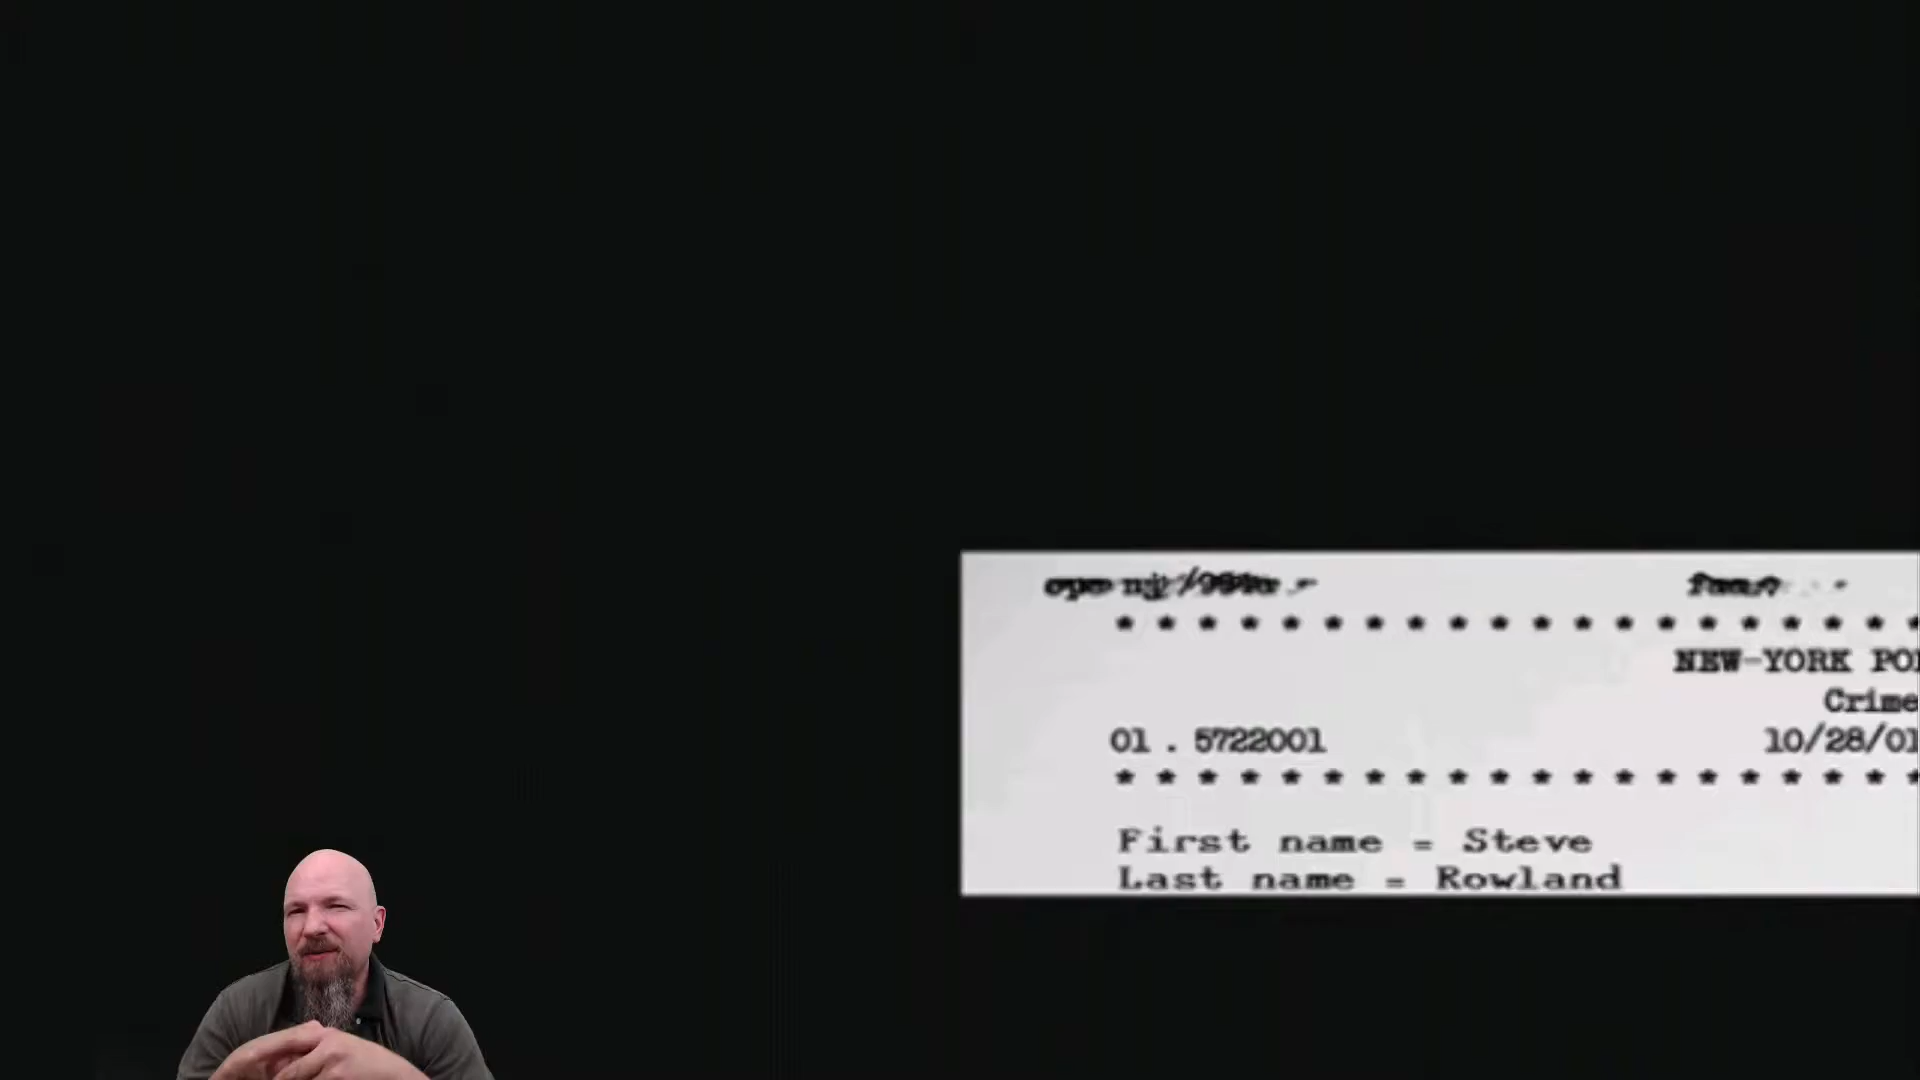 NEW-YORK PO
Crime
01 . 5722001 10/28/01
First name = Steve
Last name = Rowland